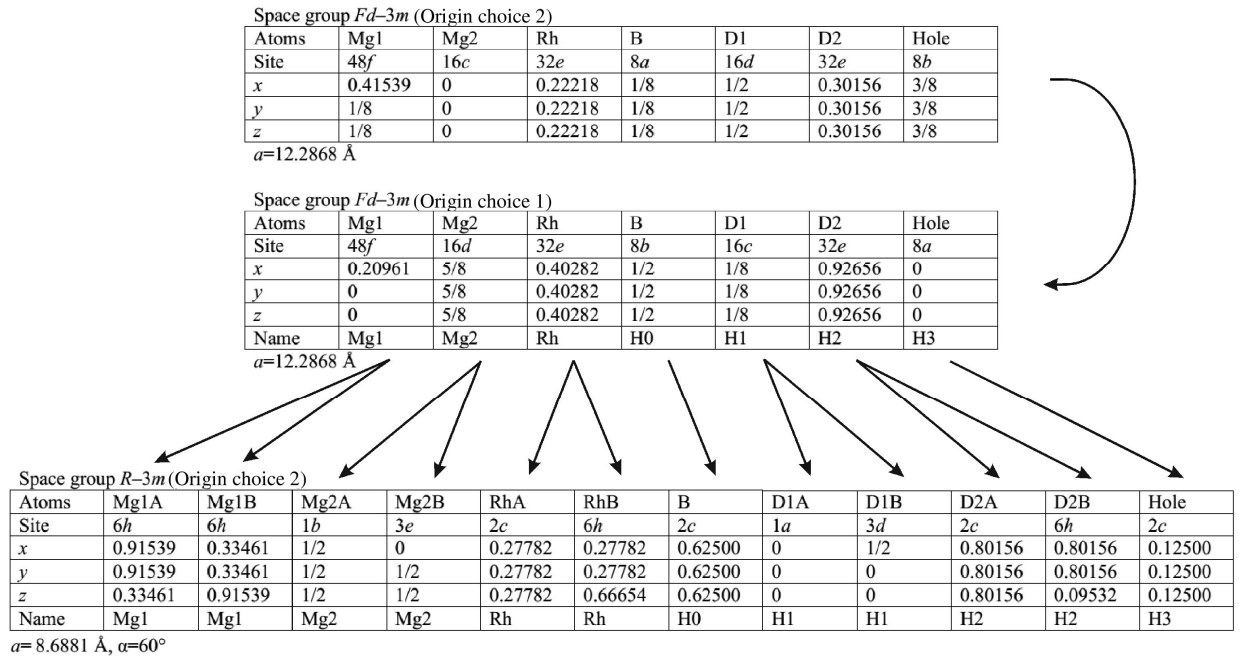 Space group Fd–3m (Origin choice 2)
Atoms Mg1 Mg2 Rh B D1 D2 Hole
Site 48f 16c 32e 8a 16d 32e 8b
x 0.41539 0 0.22218 1/8 1/2 0.30156 3/8
y 1/8 0 0.22218 1/8 1/2 0.30156 3/8
z 1/8 0 0.22218 1/8 1/2 0.30156 3/8
a=12.2868 Å
Space group Fd–3m (Origin choice 1)
Atoms Mg1 Mg2 Rh B D1 D2 Hole
Site 48f 16d 32e 8b 16c 32e 8a
x 0.20961 5/8 0.40282 1/2 1/8 0.92656 0
y 0 5/8 0.40282 1/2 1/8 0.92656 0
z 0 5/8 0.40282 1/2 1/8 0.92656 0
Name Mg1 Mg2 Rh H0 H1 H2 H3
a=12.2868 Å
Space group R–3m (Origin choice 2)
Atoms Mg1A Mg1B Mg2A Mg2B RhA RhB B D1A D1B D2A D2B Hole
Site 6h 6h 1b 3e 2c 6h 2c 1a 3d 2c 6h 2c
x 0.91539 0.33461 1/2 0 0.27782 0.27782 0.62500 0 1/2 0.80156 0.80156 0.12500
y 0.91539 0.33461 1/2 1/2 0.27782 0.27782 0.62500 0 0 0.80156 0.80156 0.12500
z 0.33461 0.91539 1/2 1/2 0.27782 0.66654 0.62500 0 0 0.80156 0.09532 0.12500
Name Mg1 Mg1 Mg2 Mg2 Rh Rh H0 H1 H1 H2 H2 H3
a= 8.6881 Å, α=60°